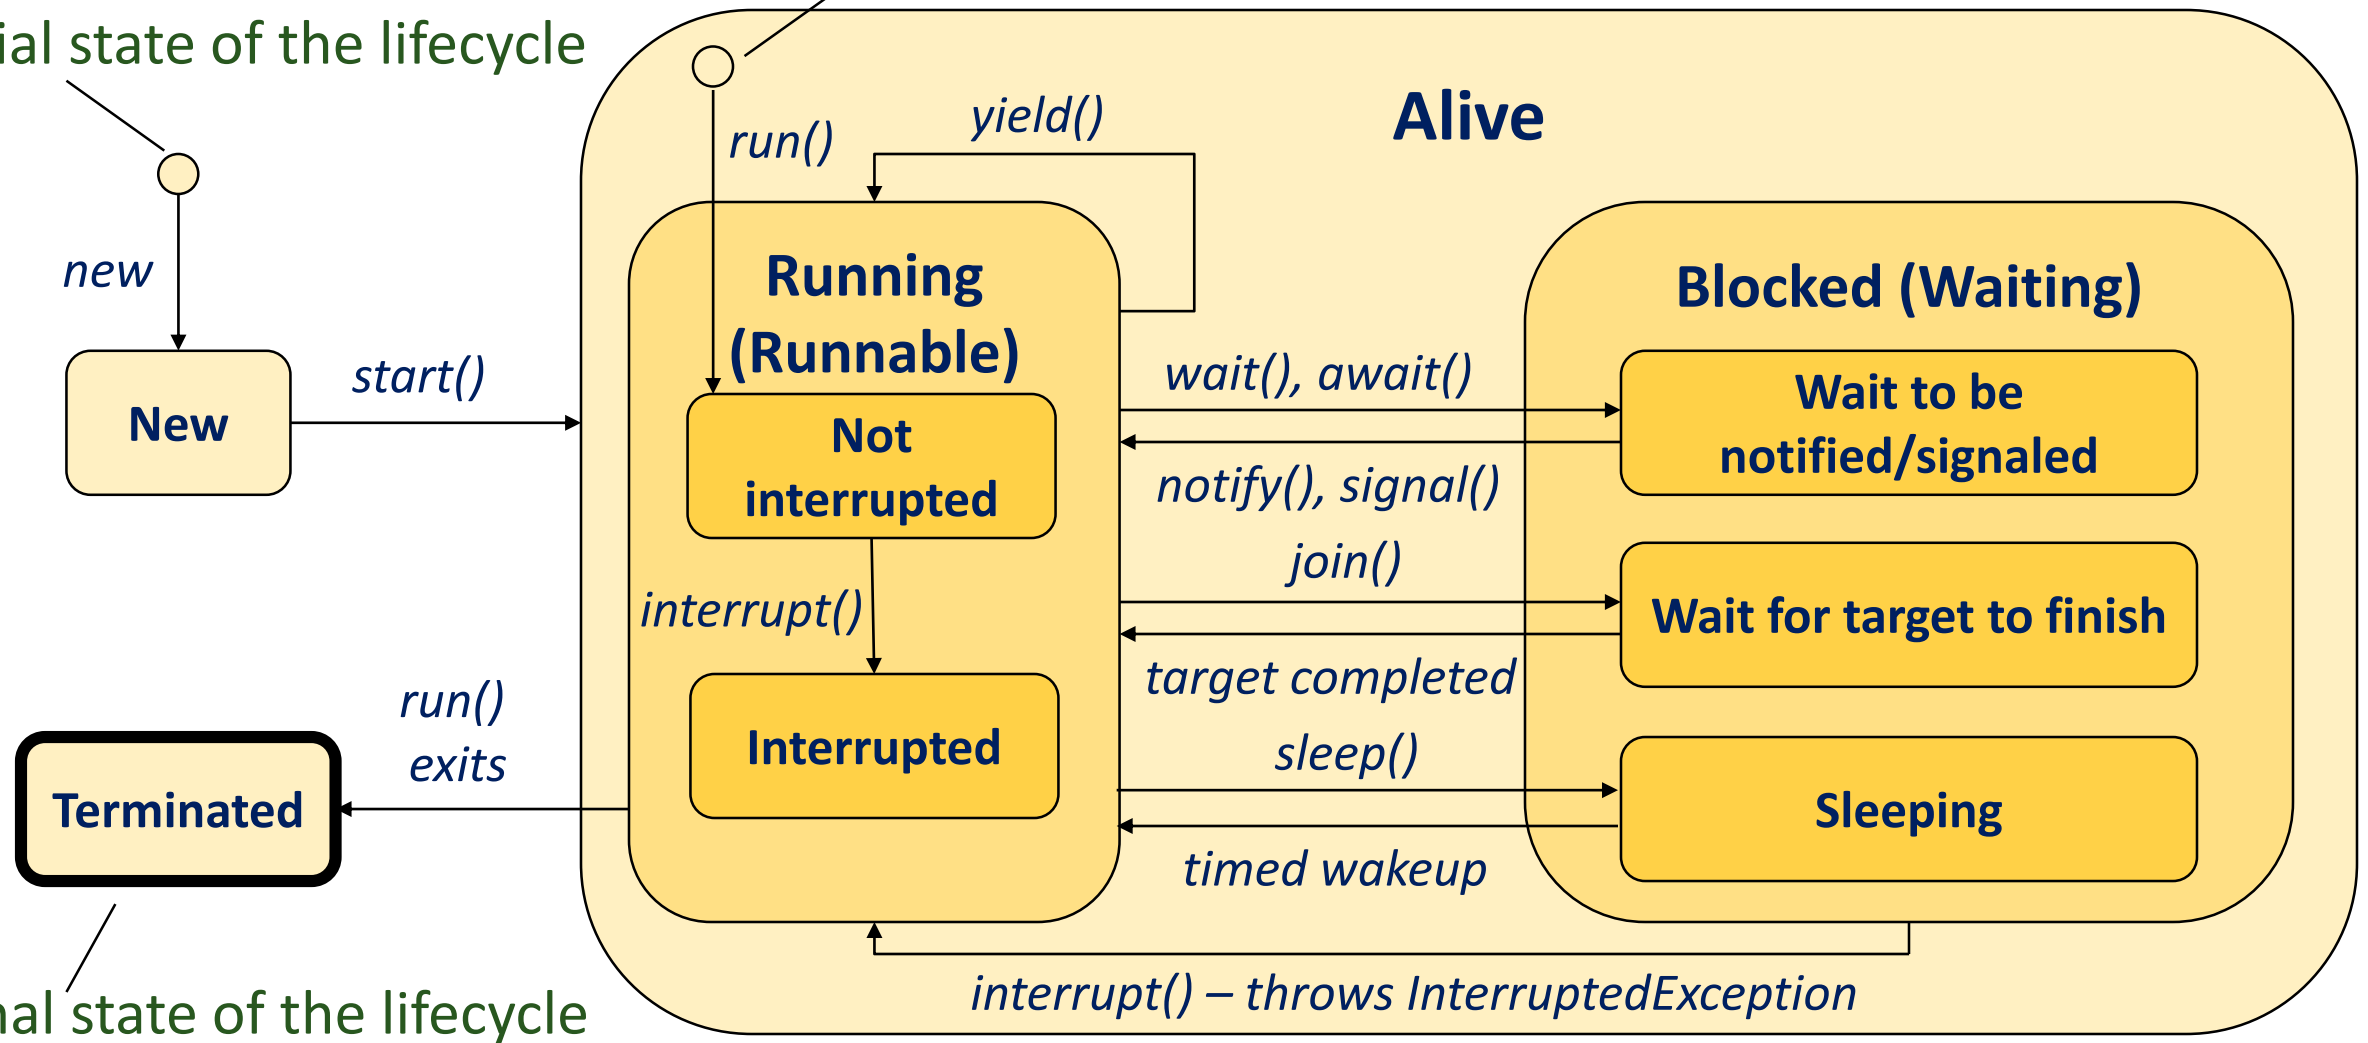 ial state of the lifecycle
Alive
yield()
run()
new
Running
(Runnable)
Blocked (Waiting)
New
start()
Not
interrupted
wait(), await()
notify(), signal()
Wait to be
notified/signaled
interrupt()
join()
target completed
Wait for target to finish
Interrupted
sleep()
timed wakeup
Sleeping
run()
exits
Terminated
interrupt() – throws InterruptedException
nal state of the lifecycle